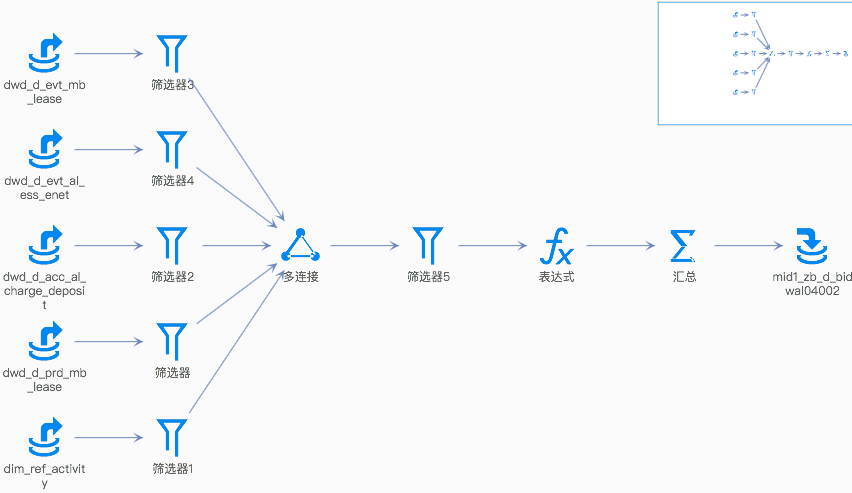 dwd_d_evt_mb
_lease
筛选器3
dwd_d_evt_al_
ess_enet
筛选器4
dwd_d_acc_al_
charge_deposi
t
筛选器2
多连接
筛选器5
表达式
汇总
mid1_zb_d_bid
wal04002
dwd_d_prd_mb
_lease
筛选器
dim_ref_activit
y
筛选器1